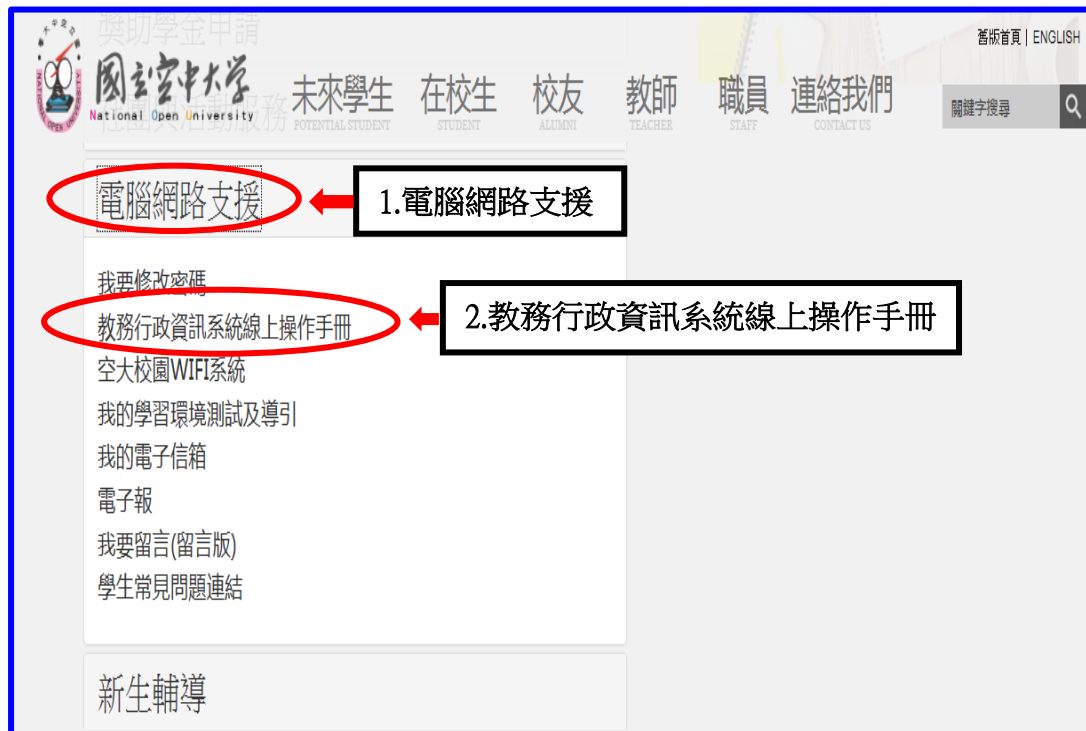 獎助學金申請
舊版首頁 | ENGLISH
國立空中大學
National Open University
社團與活動服務
未來學生 在校生 校友 教師 職員 連絡我們
POTENTIAL STUDENT STUDENT ALUMNI TEACHER STAFF CONTACT US
關鍵字搜尋
電腦網路支援
1.電腦網路支援
我要修改密碼
教務行政資訊系統線上操作手冊
2.教務行政資訊系統線上操作手冊
空大校園WIFI系統
我的學習環境測試及導引
我的電子信箱
電子報
我要留言(留言版)
學生常見問題連結
新生輔導